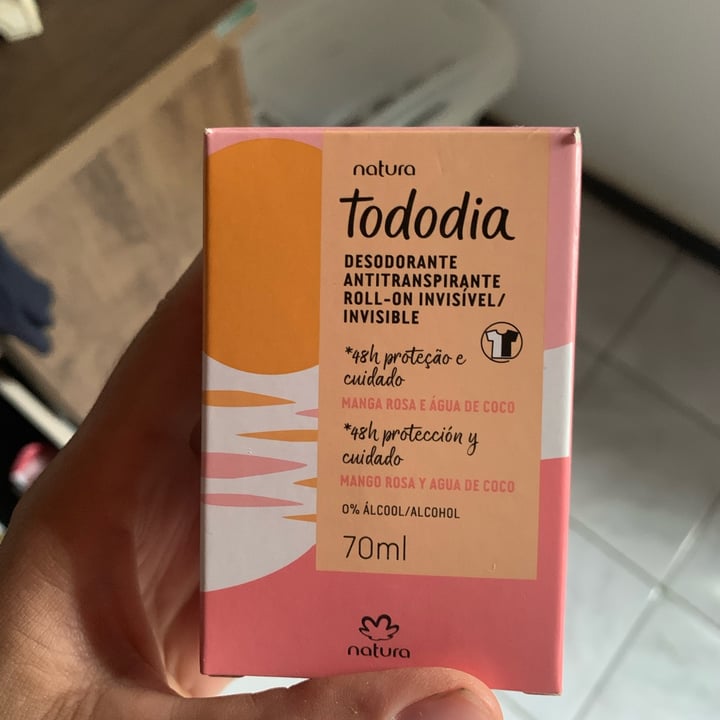 natura
Tododia
DESODORANTE
ANTITRANSPIRANTE
ROLL-ON INVISÍVEL/
INVISIBLE
*48h proteção e
cuidado
MANGA ROSA E ÁGUA DE COCO
*48h protección y
cuidado
MANGO ROSA Y AGUA DE COCO
0% ÁLCOOL/ALCOHOL
70ml
natura